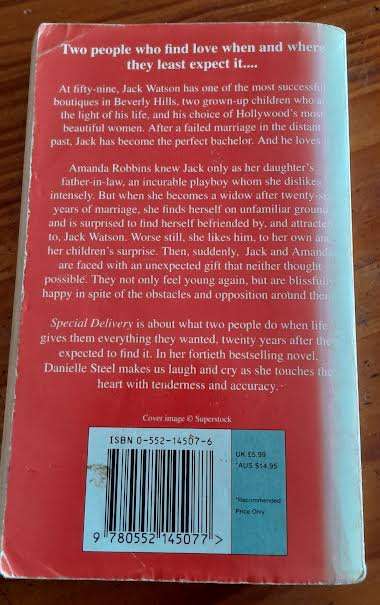 Two people who find love when and where
they least expect it....
At fifty-nine, Jack Watson has one of the most successful
boutiques in Beverly Hills, two grown-up children who are
the light of his life, and his choice of Hollywood's most
beautiful women. After a failed marriage in the distant
past, Jack has become the perfect bachelor. And he loves it.
Amanda Robbins knew Jack only as her daughter's
father-in-law, an incurable playboy whom she dislikes
intensely. But when she becomes a widow after twenty-six
years of marriage, she finds herself on unfamiliar ground
and is surprised to find herself befriended by, and attracted
to, Jack Watson. Worse still, she likes him, to her own and
her children's surprise. Then, suddenly, Jack and Amanda
are faced with an unexpected gift that neither thought
possible. They not only feel young again, but are blissfully
happy in spite of the obstacles and opposition around them.
Special Delivery is about what two people do when life
gives them everything they wanted, twenty years after they
expected to find it. In her fortieth bestselling novel,
Danielle Steel makes us laugh and cry as she touches the
heart with tenderness and accuracy.
Cover image © Superstock
ISBN 0-552-14507-6
9 780552 145077 >
UK £5.99
*AUS $14.95
*Recommended
Price Only